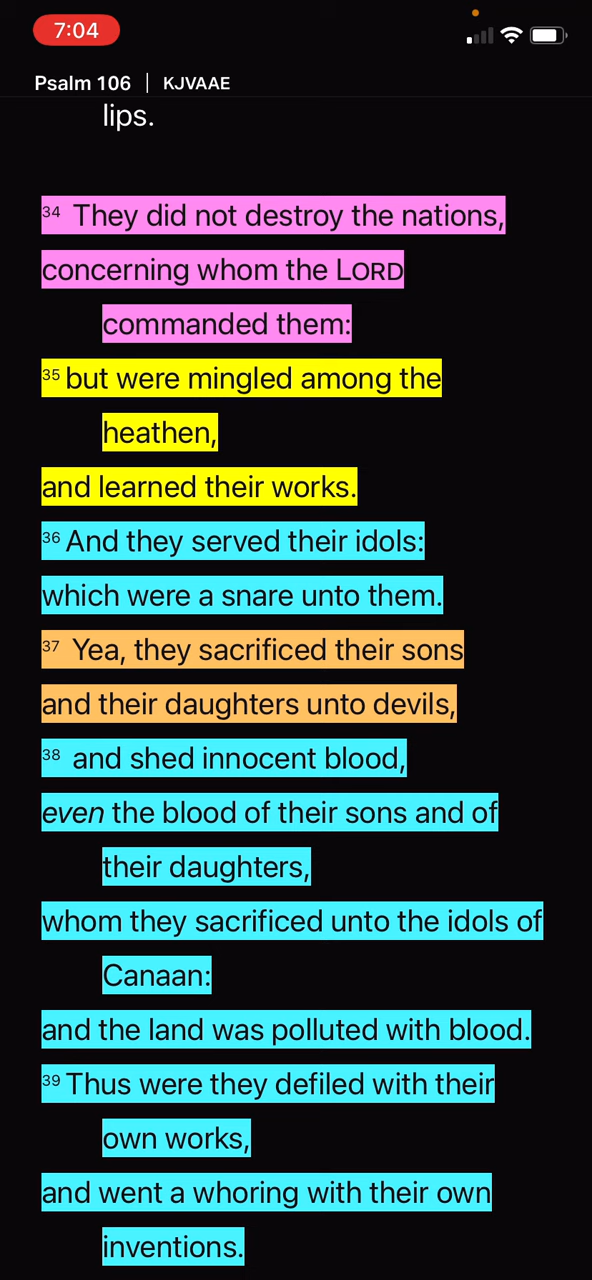 7:04
Psalm 106 | KJVAAE
lips.
34 They did not destroy the nations,
concerning whom the LORD
commanded them:
35 but were mingled among the
heathen,
and learned their works.
36 And they served their idols:
which were a snare unto them.
37 Yea, they sacrificed their sons
and their daughters unto devils,
38 and shed innocent blood,
even the blood of their sons and of
their daughters,
whom they sacrificed unto the idols of
Canaan:
and the land was polluted with blood.
39 Thus were they defiled with their
own works,
and went a whoring with their own
inventions.